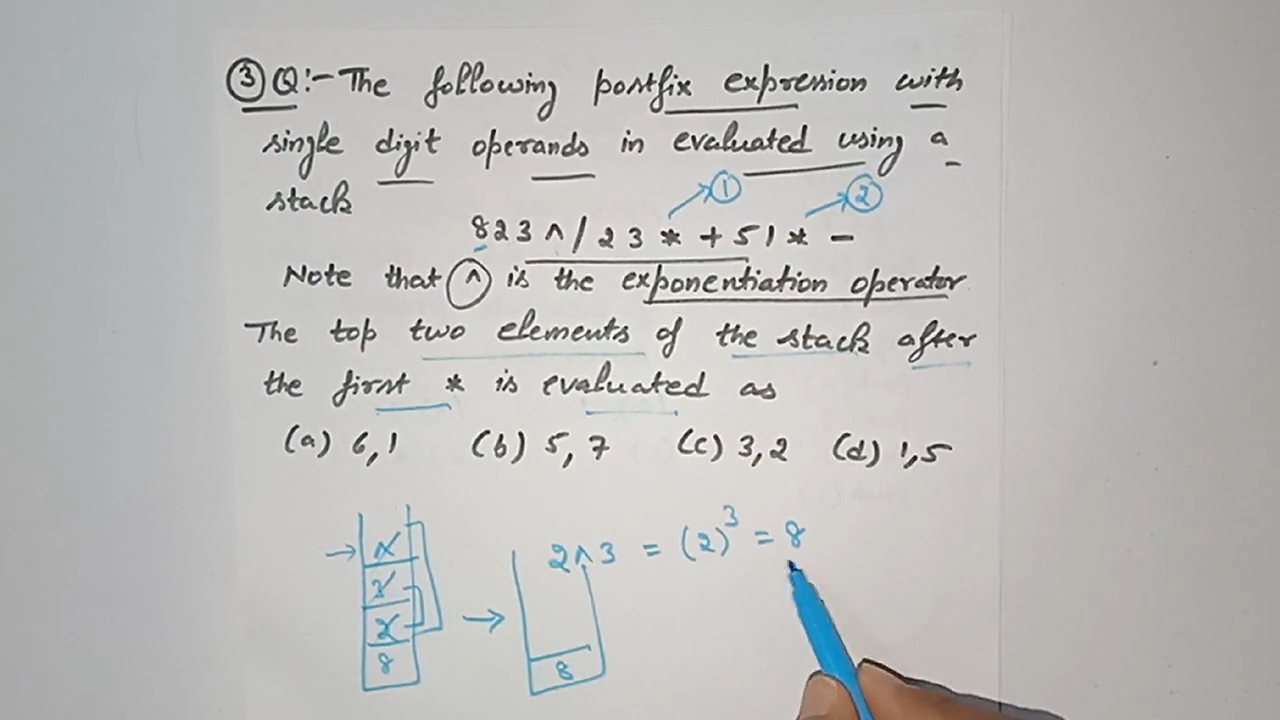 ③ Q:- The following postfix expression with
single digit operands in evaluated using a
stack
① ②
8 2 3 ^ / 2 3 * + 5 1 * -
Note that ^ is the exponentiation operator.
The top two elements of the stack after
the first * is evaluated as
(a) 6,1 (b) 5,7 (c) 3,2 (d) 1,5
2^3 = (2)³ = 8
^
3
2
8
8